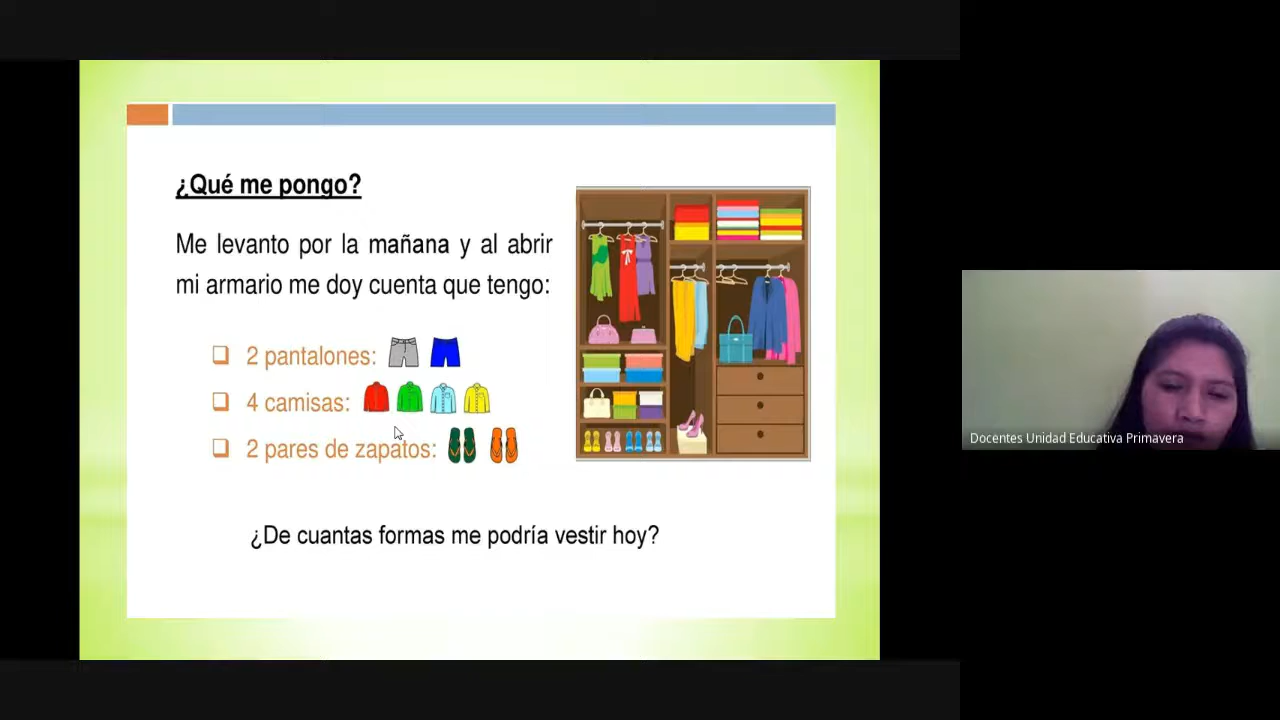 ¿Qué me pongo?
Me levanto por la mañana y al abrir
mi armario me doy cuenta que tengo:
2 pantalones:
4 camisas:
2 pares de zapatos:
¿De cuantas formas me podría vestir hoy?
Docentes Unidad Educativa Primavera